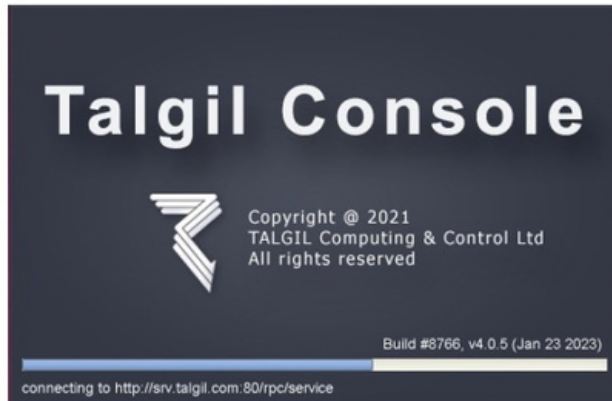 Talgil Console
Copyright @ 2021
TALGIL Computing & Control Ltd
All rights reserved
Build #8766, v4.0.5 (Jan 23 2023)
connecting to http://srv.talgil.com:80/rpc/service